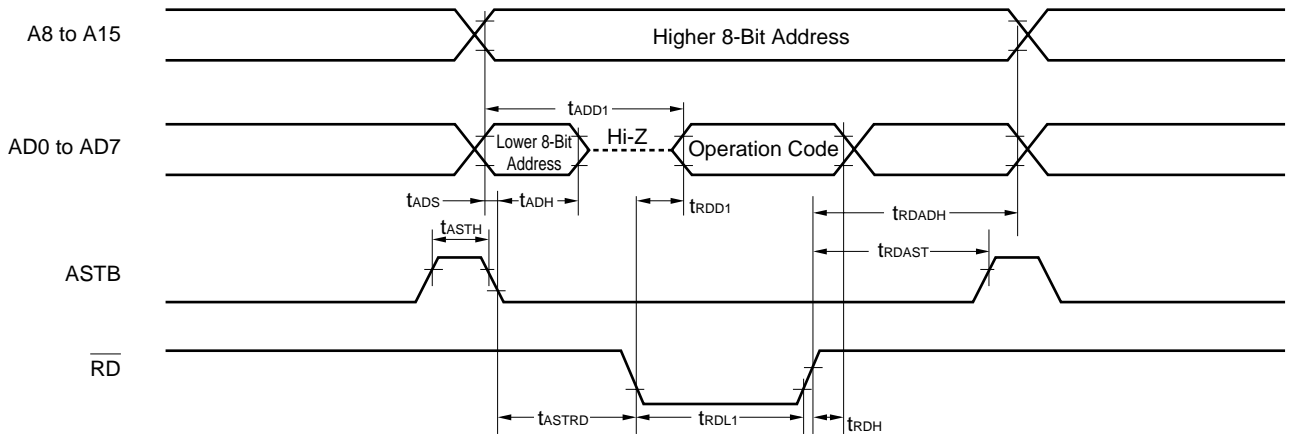 A8 to A15
Higher 8-Bit Address
tADD1
AD0 to AD7
Lower 8-Bit
Address
Hi-Z
Operation Code
tADS
tADH
tRDD1
tRDADH
tASTH
tRDAST
ASTB
RD
tASTRD
tRDL1
tRDH